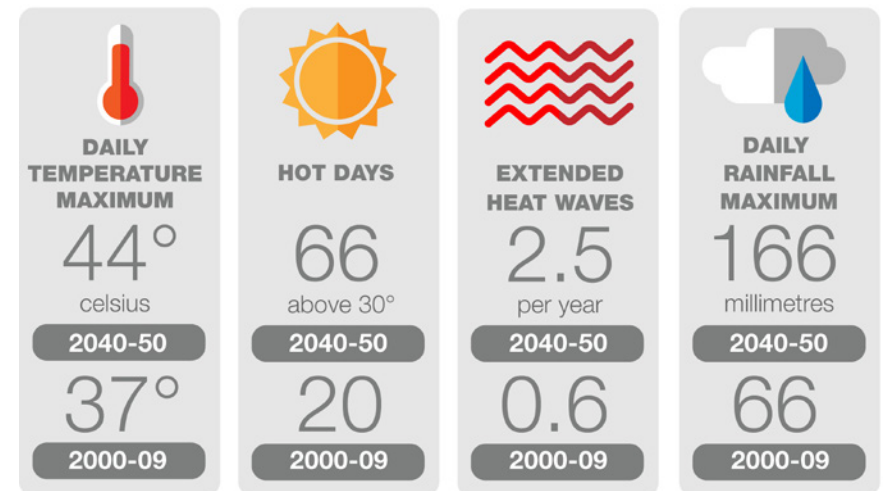 DAILY
TEMPERATURE
MAXIMUM
44°
celsius
2040-50
37°
2000-09
HOT DAYS
66
above 30°
2040-50
20
2000-09
EXTENDED
HEAT WAVES
2.5
per year
2040-50
0.6
2000-09
DAILY
RAINFALL
MAXIMUM
166
millimetres
2040-50
66
2000-09